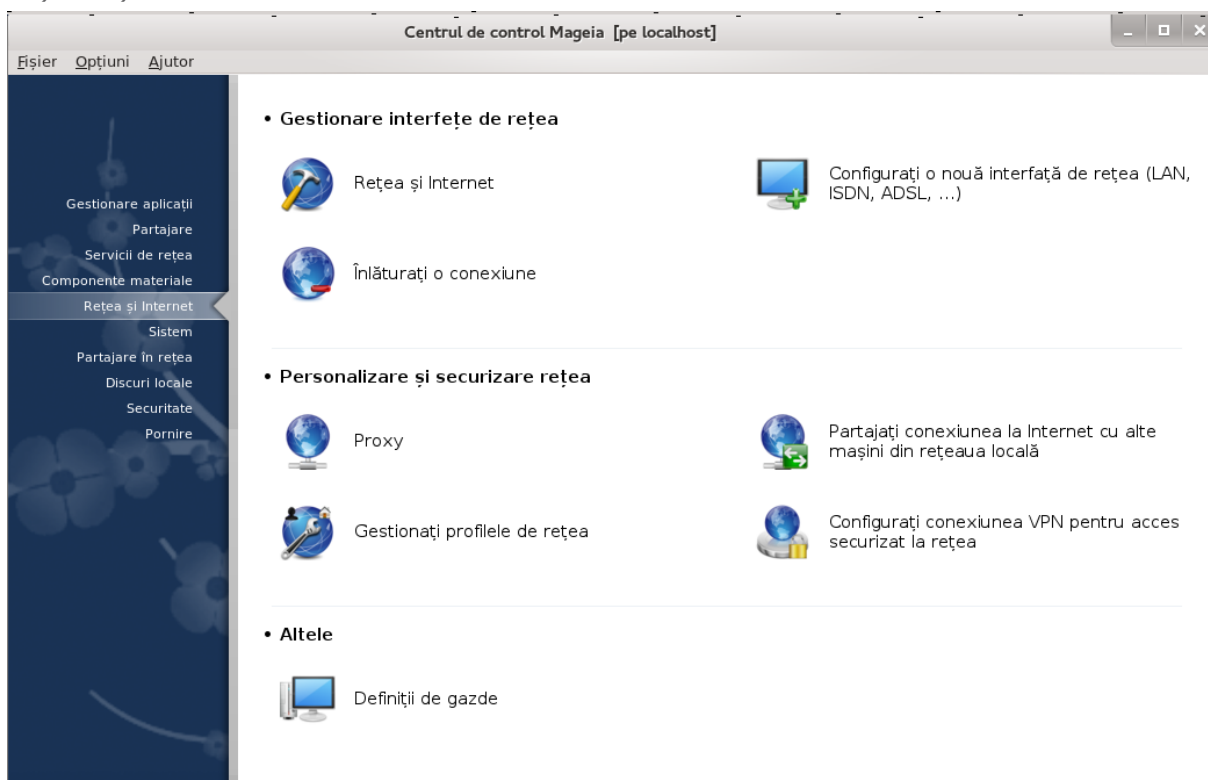 Centrul de control Mageia [pe localhost]
Fișier Opțiuni Ajutor
Gestionare aplicații
Partajare
Servicii de rețea
Componente materiale
Rețea și Internet
Sistem
Partajare în rețea
Discuri locale
Securitate
Pornire
• Gestionare interfețe de rețea
Rețea și Internet
Configurați o nouă interfață de rețea (LAN,
ISDN, ADSL, ...)
Înlăturați o conexiune
• Personalizare și securizare rețea
Proxy
Partajați conexiunea la Internet cu alte
mașini din rețeaua locală
Gestionați profilele de rețea
Configurați conexiunea VPN pentru acces
securizat la rețea
• Altele
Definiții de gazde